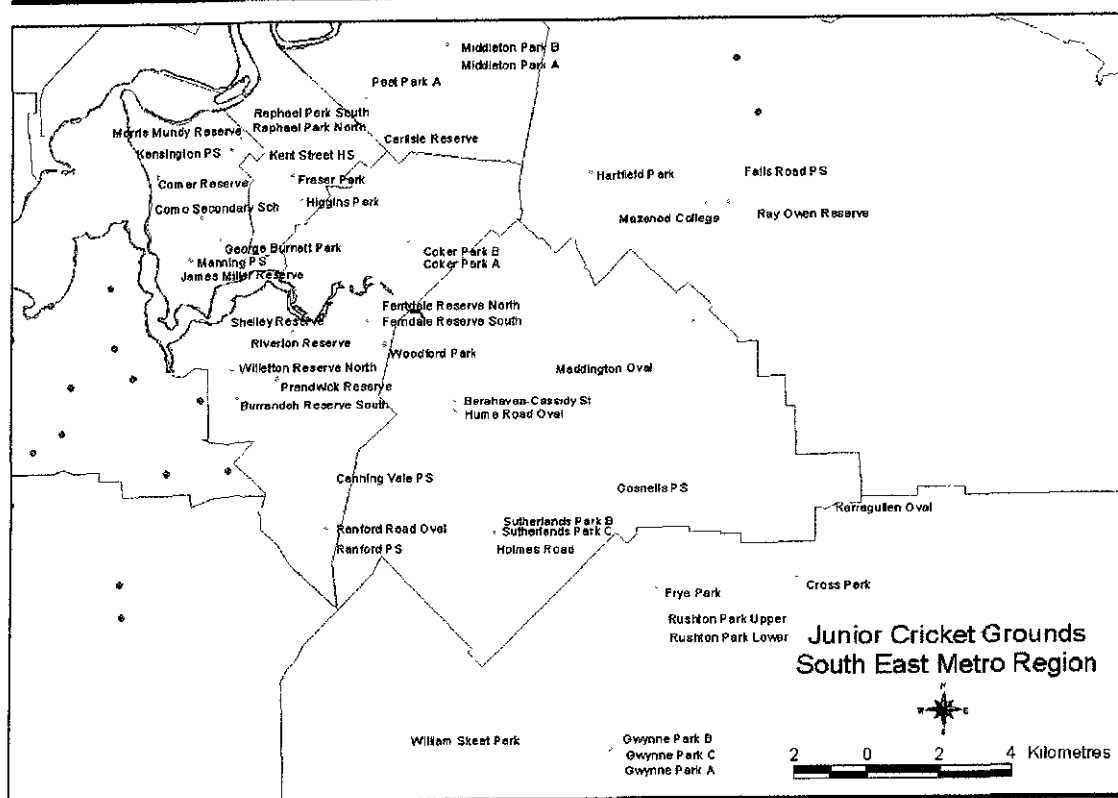 Middleton Park B
Middleton Park A
Peet Park A
Raphael Park South
Raphael Park North
Morris Mundy Reserve
Carlisle Reserve
Kensington PS
Kent Street HS
Hartfield Park
Falls Road PS
Comer Reserve
Fraser Park
Higgins Park
Como Secondary Sch
Mazenod College
Ray Owen Reserve
George Burnett Park
Coker Park B
Coker Park A
Manning PS
James Miller Reserve
Ferndale Reserve North
Shelley Reserve
Ferndale Reserve South
Riverton Reserve
Woodford Park
Willetton Reserve North
Maddington Oval
Prendwick Reserve
Burrendah Reserve South
Berehaven-Cassidy St
Hume Road Oval
Canning Vale PS
Gosnells PS
Karragullen Oval
Sutherlands Park B
Ranford Road Oval
Sutherlands Park C
Ranford PS
Holmes Road
Cross Park
Frye Park
Rushton Park Upper
Rushton Park Lower
Junior Cricket Grounds
South East Metro Region
N
W E
S
William Skeet Park
Gwynne Park B
Gwynne Park C
Gwynne Park A
2 0 2 4 Kilometres